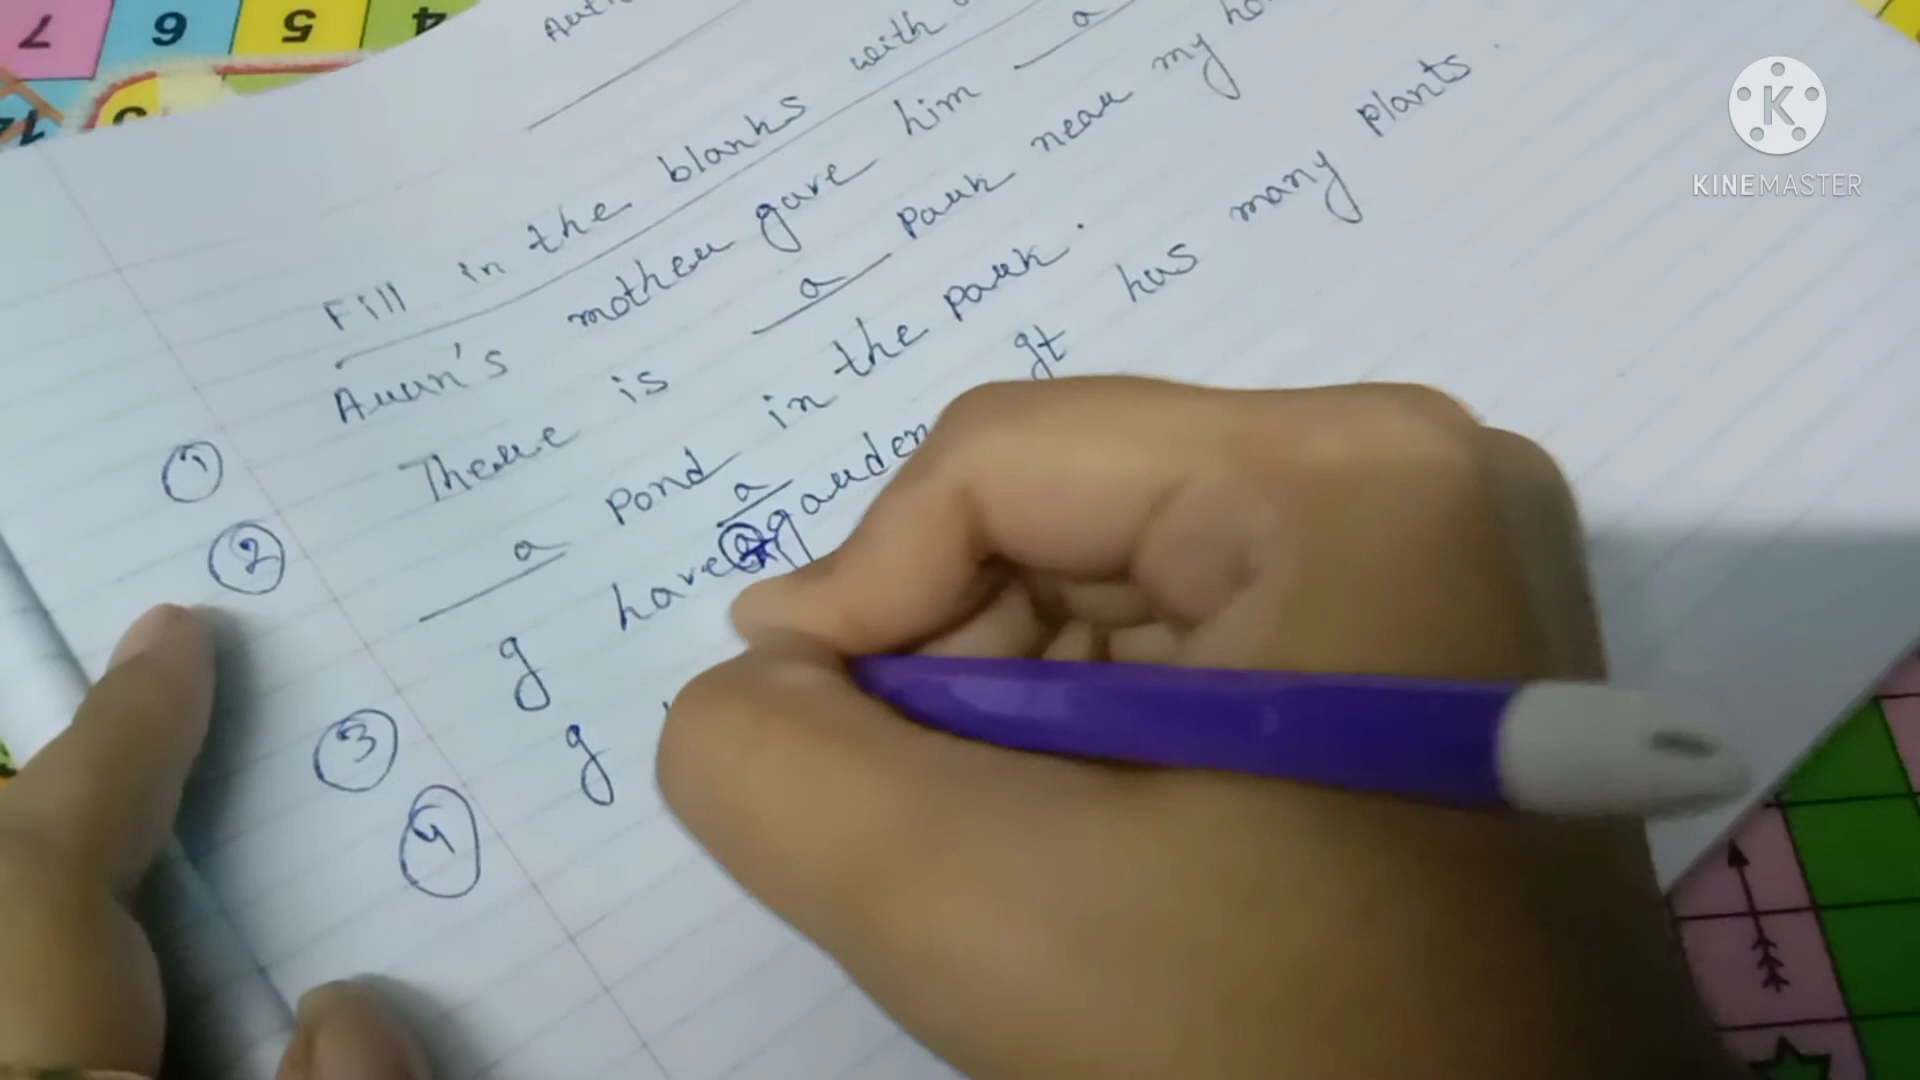 7 6 5 4
Fill in the blanks with
① Arun's mother gave him a
② There is a park near my
a pond in the park.
③ I have a garden It has many plants.
④ I
KINEMASTER